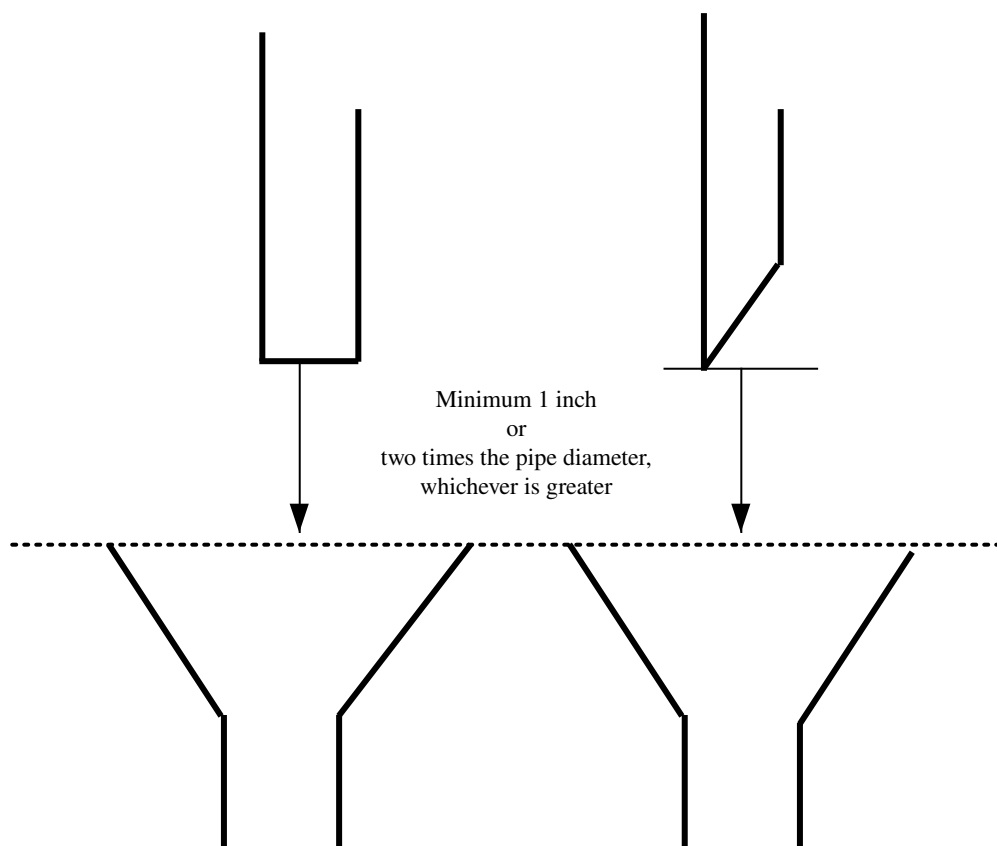 Minimum 1 inch
or
two times the pipe diameter,
whichever is greater